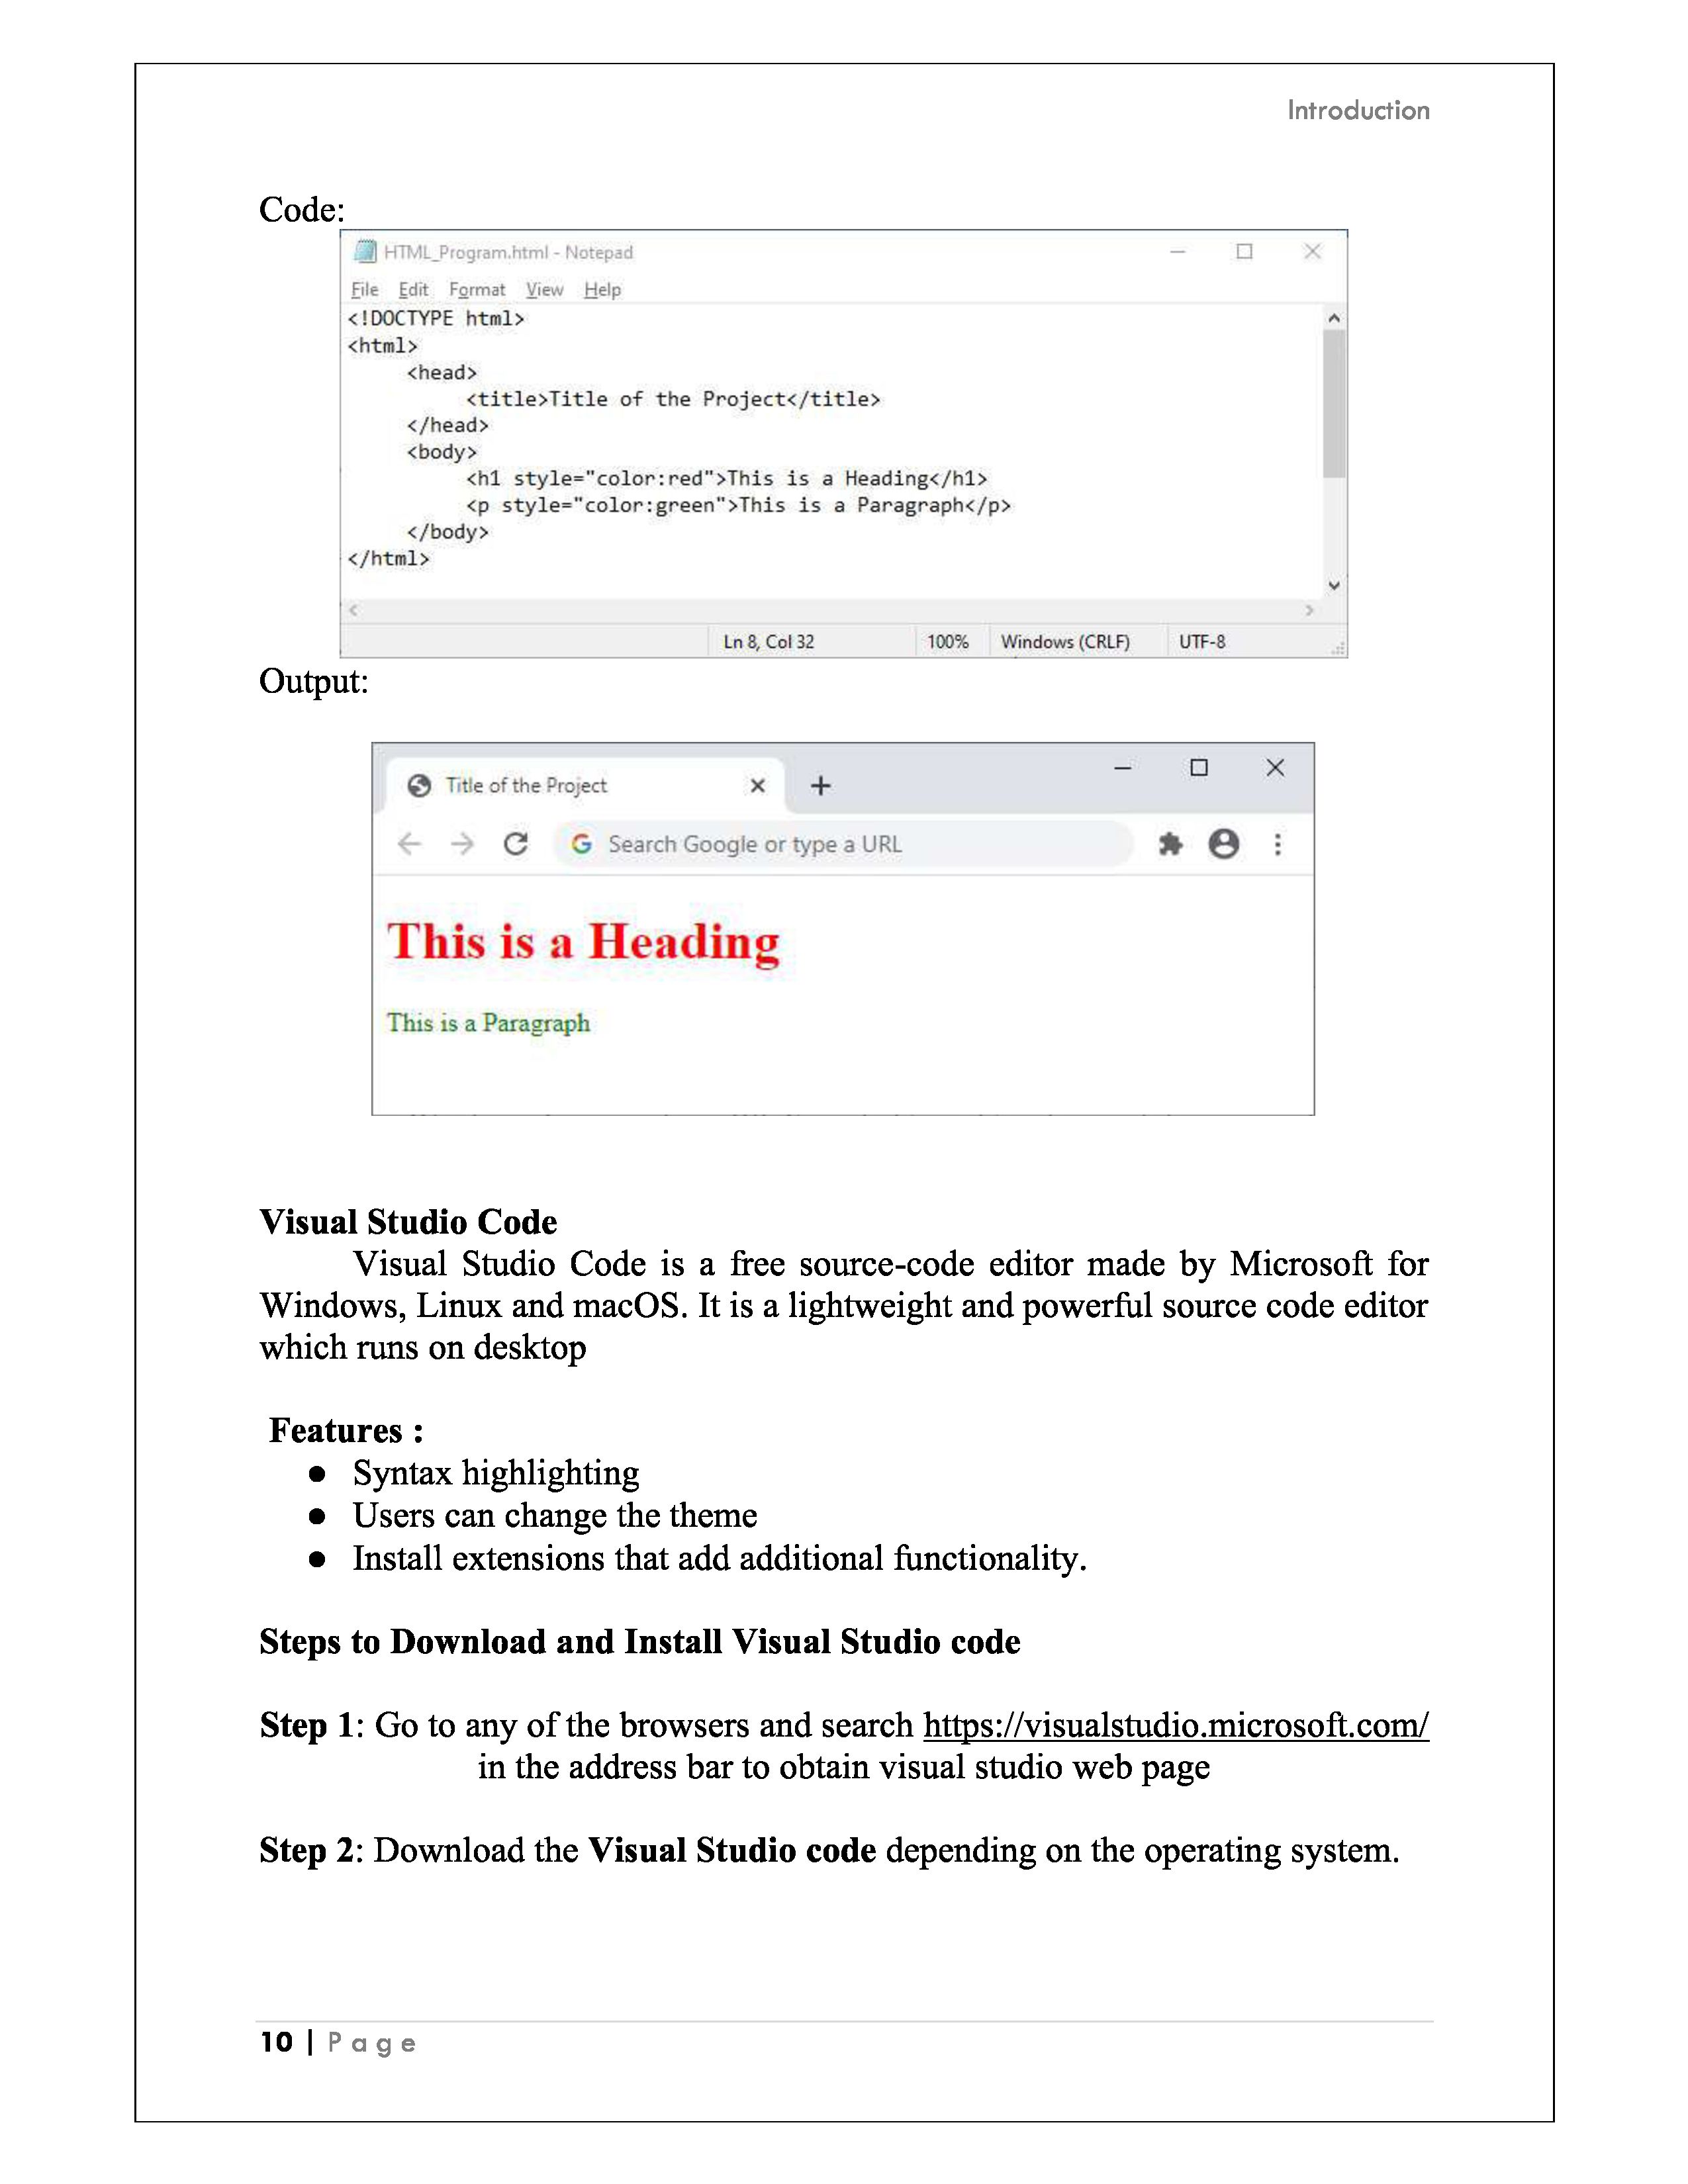 Introduction
Code:
HTML_Program.html - Notepad
File Edit Format View Help
<!DOCTYPE html>
<html>
<head>
<title>Title of the Project</title>
</head>
<body>
<h1 style="color:red">This is a Heading</h1>
<p style="color:green">This is a Paragraph</p>
</body>
</html>
Ln 8, Col 32 100% Windows (CRLF) UTF-8
Output:
Title of the Project
Search Google or type a URL
This is a Heading
This is a Paragraph
Visual Studio Code
Visual Studio Code is a free source-code editor made by Microsoft for
Windows, Linux and macOS. It is a lightweight and powerful source code editor
which runs on desktop
Features :
● Syntax highlighting
● Users can change the theme
● Install extensions that add additional functionality.
Steps to Download and Install Visual Studio code
Step 1: Go to any of the browsers and search https://visualstudio.microsoft.com/
in the address bar to obtain visual studio web page
Step 2: Download the Visual Studio code depending on the operating system.
10 | Page